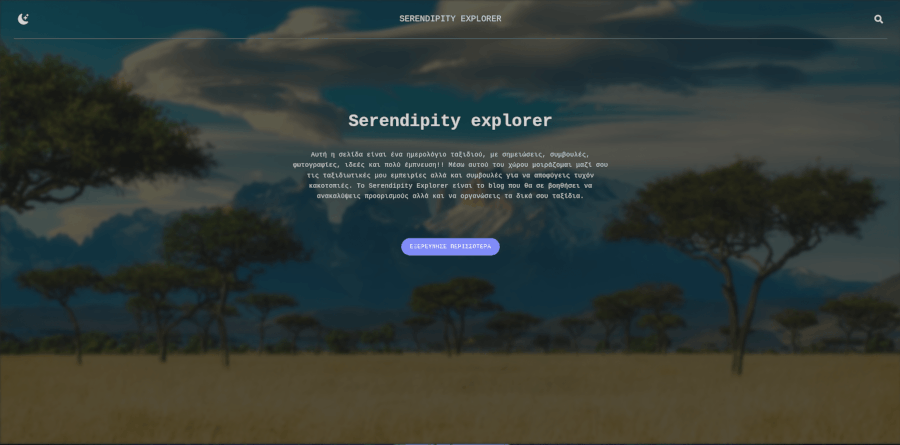 SERENDIPITY EXPLORER
Serendipity explorer
Αυτή η σελίδα είναι ένα ημερολόγιο ταξιδιού, με σημειώσεις, συμβουλές,
φωτογραφίες, ιδεές και πολύ έμπνευση!! Μέσω αυτού του χώρου μοιράζομαι μαζί σου
τις ταξιδιωτικές μου εμπειρίες αλλά και συμβουλές για να αποφύγεις τυχόν
κακοτοπιές. Το Serendipity Explorer είναι το blog που θα σε βοηθήσει να
ανακαλύψεις προορισμούς αλλά και να οργανώσεις τα δικά σου ταξίδια.
ΕΞΕΡΕΥΝΗΣΕ ΠΕΡΙΣΣΟΤΕΡΑ